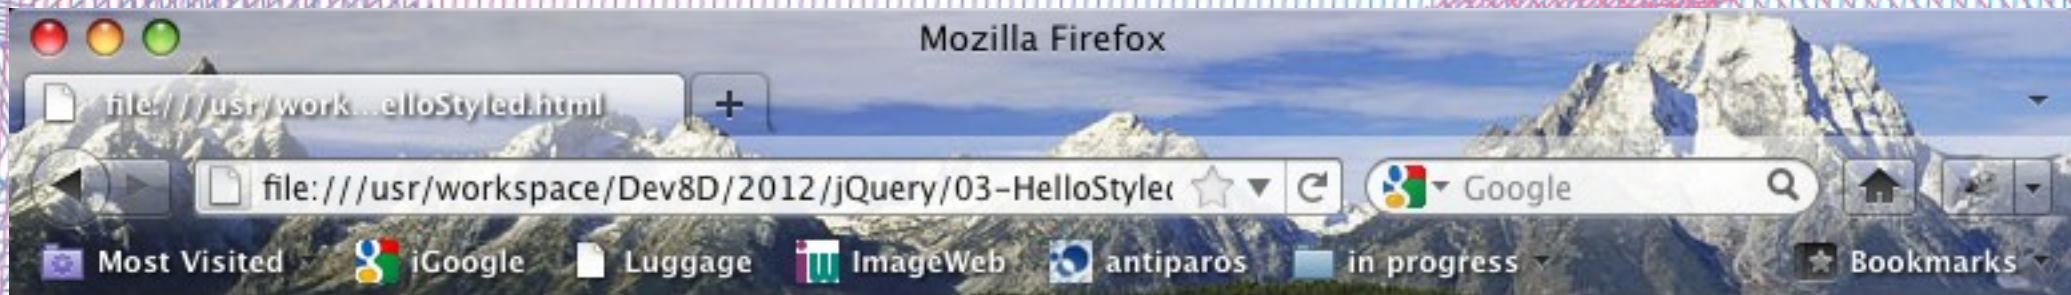 Mozilla Firefox
file:///usr/work...elloStyled.html
file:///usr/workspace/Dev8D/2012/jQuery/03-HelloStyled Google
Most Visited iGoogle Luggage ImageWeb antiparos in progress Bookmarks